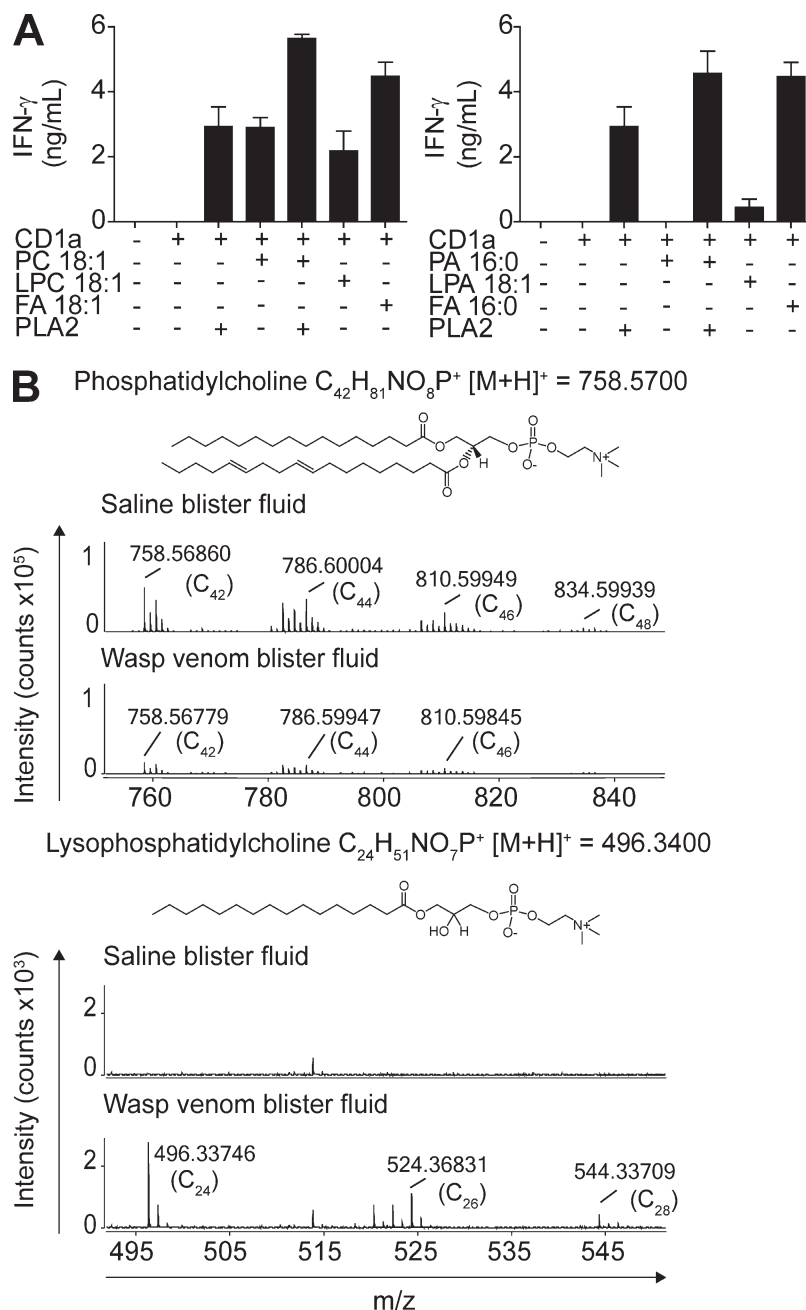 A
6
4
2
0
IFN-γ
(ng/mL)
CD1a - + + + + + +
PC 18:1 - - - + + - -
LPC 18:1 - - - - - + -
FA 18:1 - - - - - - +
PLA2 - - + - + - -
6
4
2
0
IFN-γ
(ng/mL)
CD1a - + + + + + +
PA 16:0 - - - + + - -
LPA 18:1 - - - - - + -
FA 16:0 - - - - - - +
PLA2 - - + - + - -
B
Phosphatidylcholine C₄₂H₈₁NO₈P⁺ [M+H]⁺ = 758.5700
O
O
O
O
H
O
P
O
O-
O
N+
Saline blister fluid
Intensity (counts x10⁵)
1
0
758.56860
(C₄₂)
786.60004
(C₄₄)
810.59949
(C₄₆)
834.59939
(C₄₈)
Wasp venom blister fluid
1
0
758.56779
(C₄₂)
786.59947
(C₄₄)
810.59845
(C₄₆)
760 780 800 820 840
Lysophosphatidylcholine C₂₄H₅₁NO₇P⁺ [M+H]⁺ = 496.3400
O
O
HO H
O
P
O
O-
O
N+
Saline blister fluid
Intensity (counts x10³)
2
0
Wasp venom blister fluid
2
0
496.33746
(C₂₄)
524.36831
(C₂₆)
544.33709
(C₂₈)
495 505 515 525 535 545
m/z